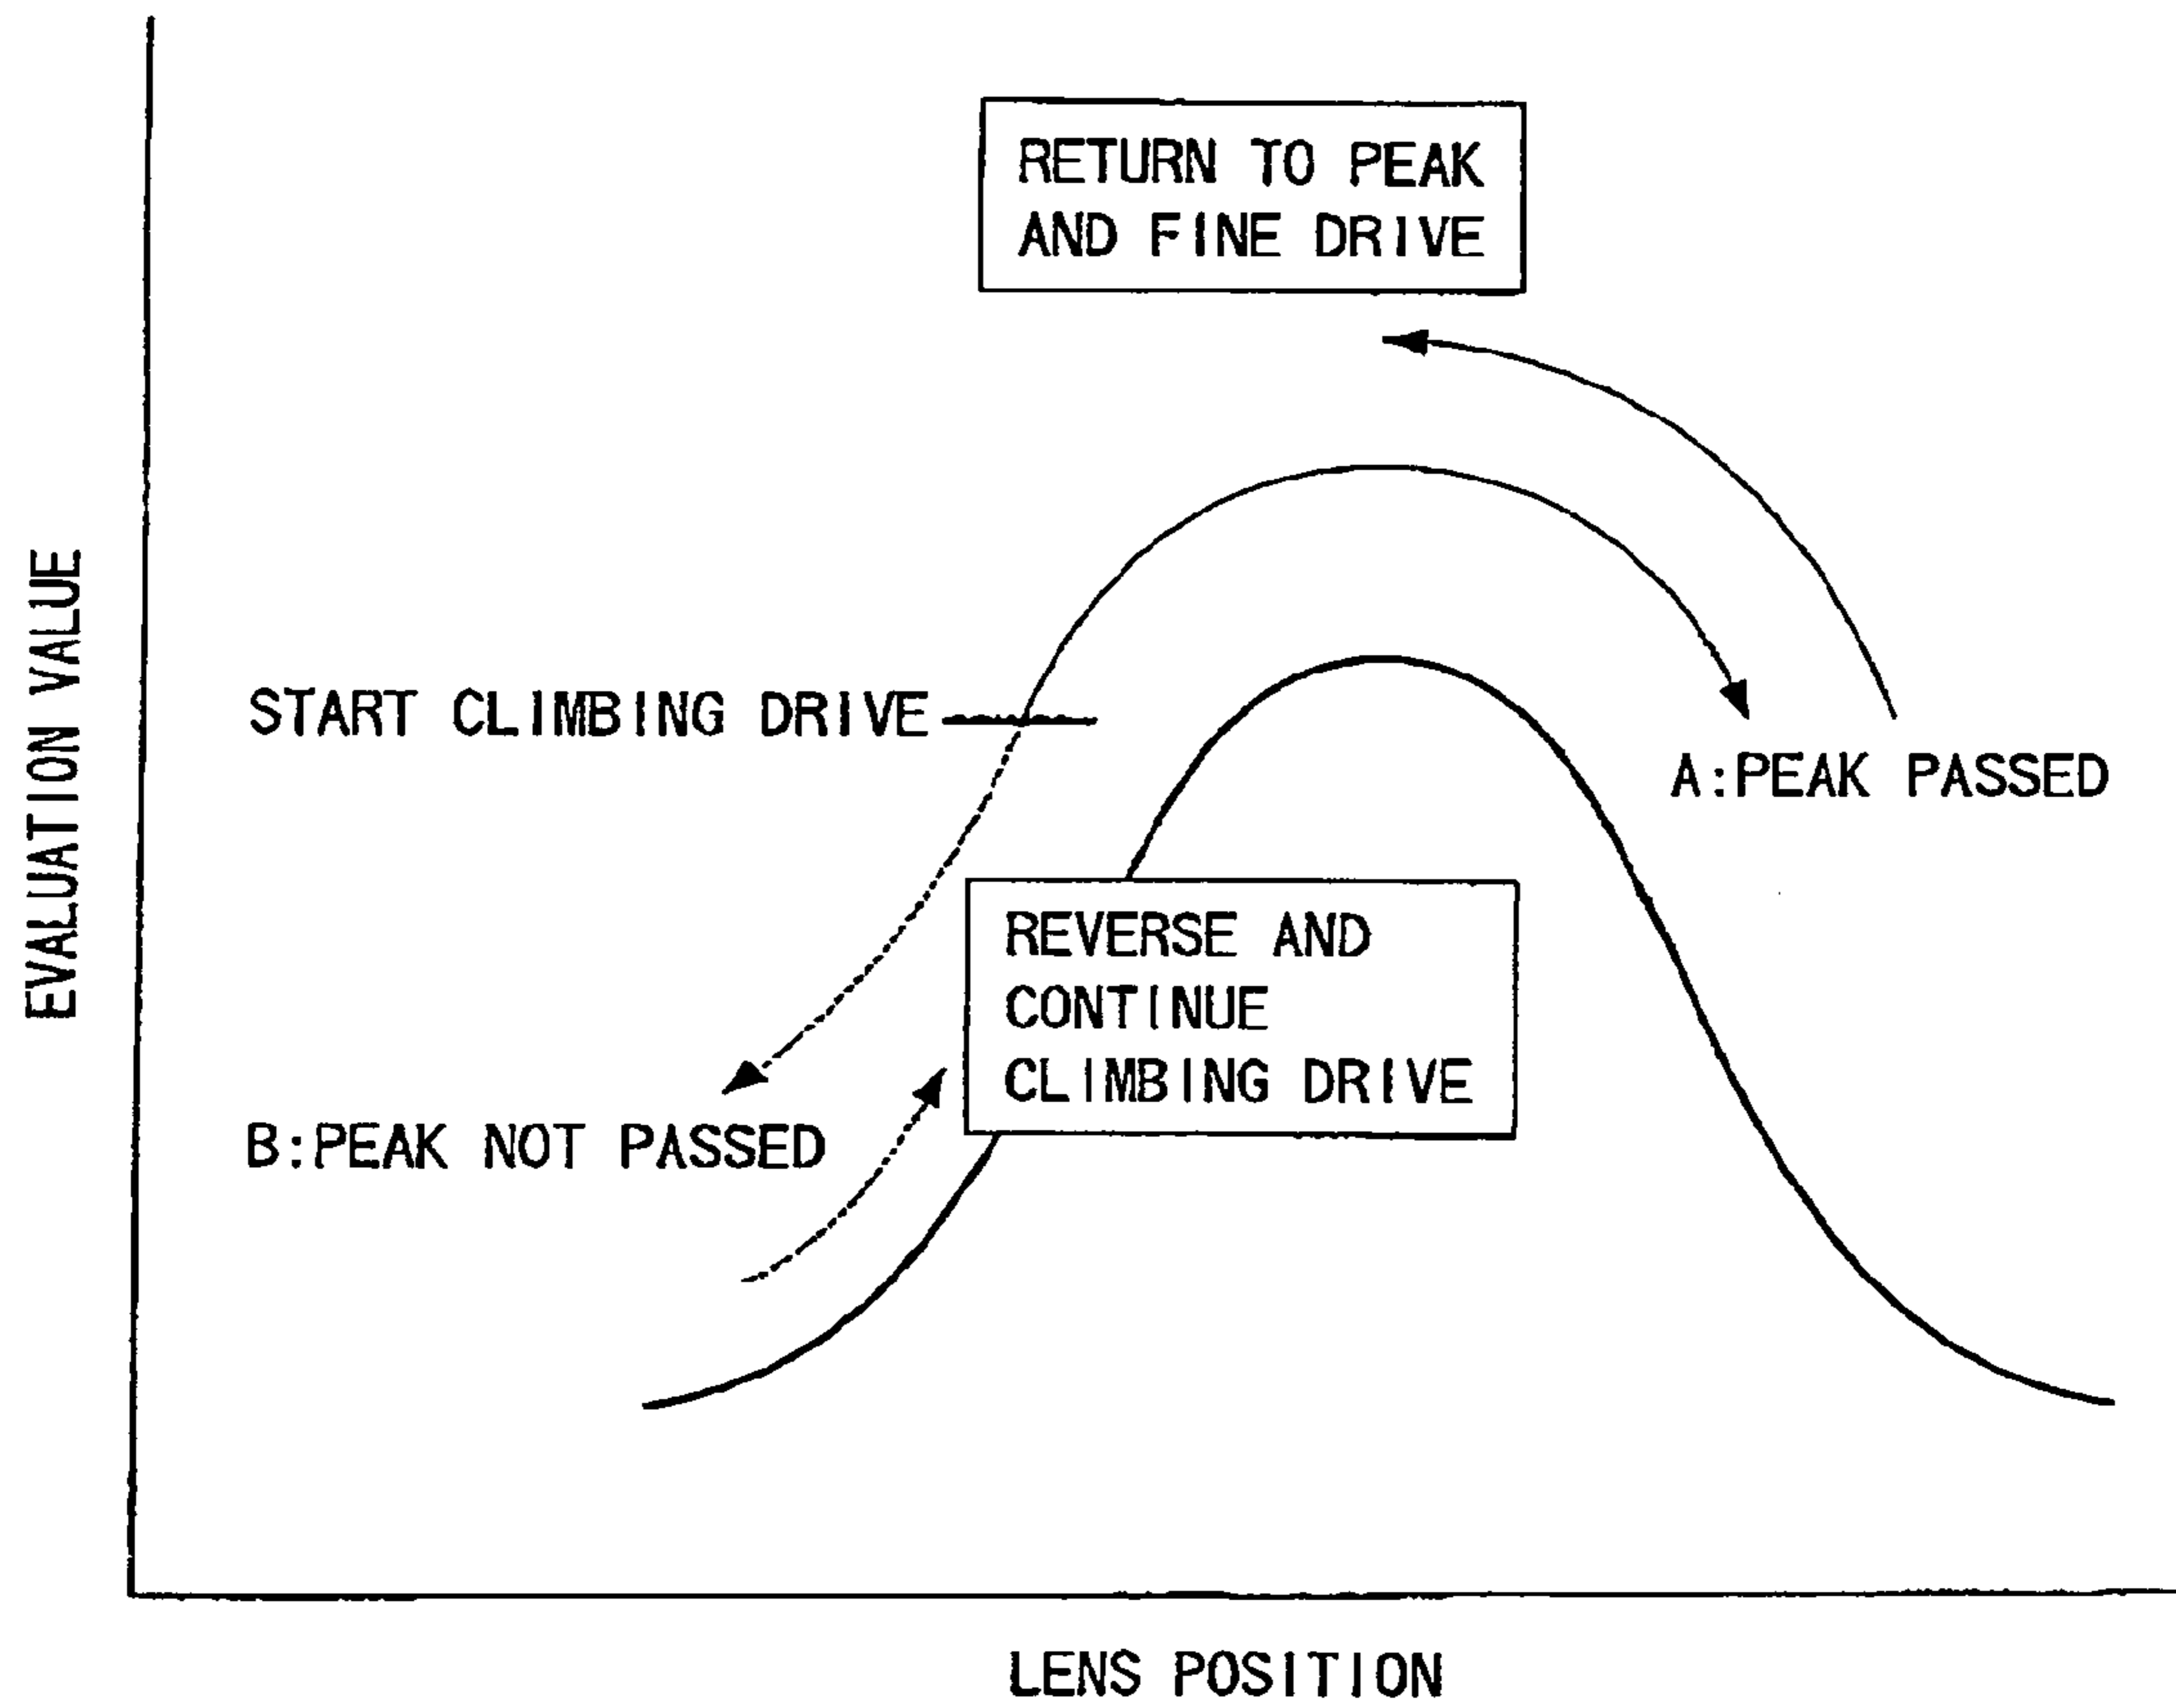 RETURN TO PEAK
AND FINE DRIVE
START CLIMBING DRIVE
A:PEAK PASSED
REVERSE AND
CONTINUE
CLIMBING DRIVE
B:PEAK NOT PASSED
EVALUATION VALUE
LENS POSITION